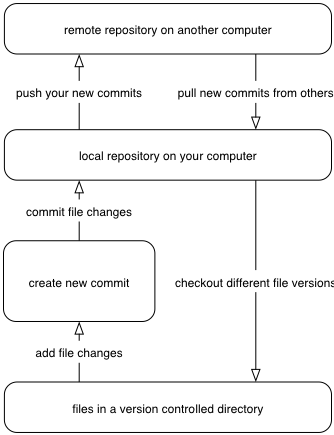 remote repository on another computer
push your new commits
pull new commits from others
local repository on your computer
commit file changes
create new commit
checkout different file versions
add file changes
files in a version controlled directory